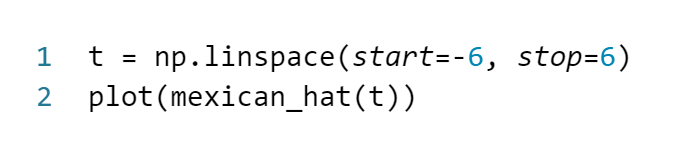 1 t = np.linspace(start=-6, stop=6)
2 plot(mexican_hat(t))